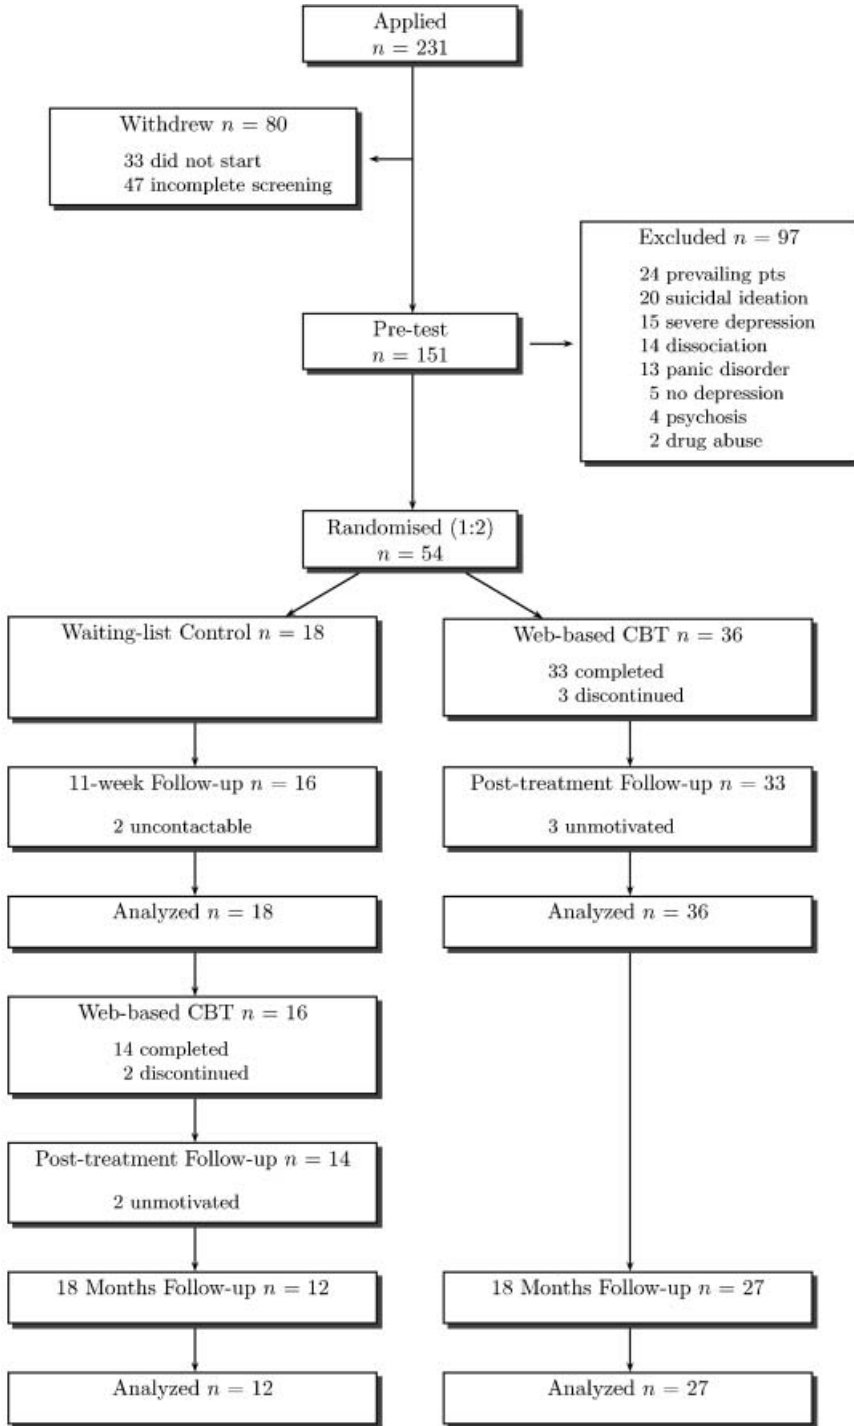 Applied
n = 231
Withdrew n = 80
33 did not start
47 incomplete screening
Excluded n = 97
24 prevailing pts
20 suicidal ideation
15 severe depression
14 dissociation
13 panic disorder
5 no depression
4 psychosis
2 drug abuse
Pre-test
n = 151
Randomised (1:2)
n = 54
Waiting-list Control n = 18
Web-based CBT n = 36
33 completed
3 discontinued
11-week Follow-up n = 16
2 uncontactable
Post-treatment Follow-up n = 33
3 unmotivated
Analyzed n = 18
Analyzed n = 36
Web-based CBT n = 16
14 completed
2 discontinued
Post-treatment Follow-up n = 14
2 unmotivated
18 Months Follow-up n = 12
18 Months Follow-up n = 27
Analyzed n = 12
Analyzed n = 27